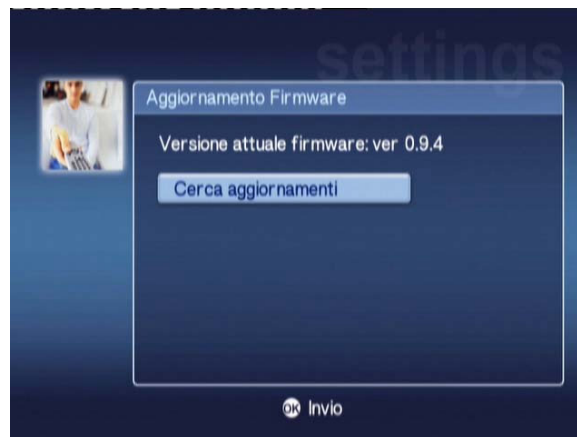 settings
Aggiornamento Firmware
Versione attuale firmware: ver 0.9.4
Cerca aggiornamenti
OK Invio